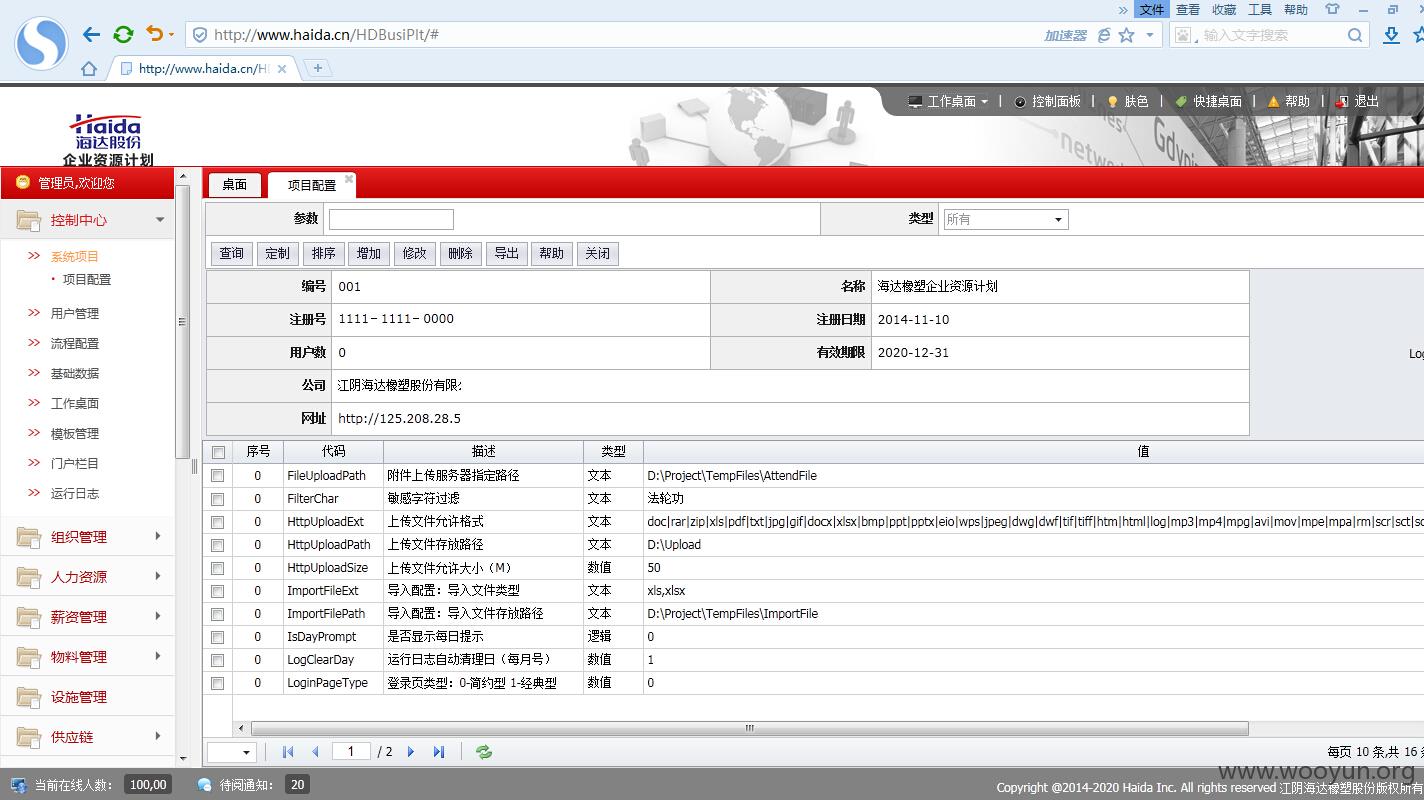 » 文件 查看 收藏 工具 帮助
http://www.haida.cn/HDBusiPlt/# 加速器 输入文字搜索
http://www.haida.cn/HD
工作桌面 | 控制面板 | 肤色 | 快捷桌面 | 帮助 | 退出
Haida
海达股份
企业资源计划
networ
Gdyni
管理员,欢迎您
桌面 项目配置
控制中心
系统项目
项目配置
用户管理
流程配置
基础数据
工作桌面
模板管理
门户栏目
运行日志
组织管理
人力资源
薪资管理
物料管理
设施管理
供应链
参数 类型 所有
查询 定制 排序 增加 修改 删除 导出 帮助 关闭
编号 001 名称 海达橡塑企业资源计划
注册号 1111-1111-0000 注册日期 2014-11-10
用户数 0 有效期限 2020-12-31
Log
公司 江阴海达橡塑股份有限
网址 http://125.208.28.5
序号 代码 描述 类型 值
0 FileUploadPath 附件上传服务器指定路径 文本 D:\Project\TempFiles\AttendFile
0 FilterChar 敏感字符过滤 文本 法轮功
0 HttpUploadExt 上传文件允许格式 文本 doc|rar|zip|xls|pdf|txt|jpg|gif|docx|xlsx|bmp|ppt|pptx|eio|wps|jpeg|dwg|dwf|tif|tiff|htm|html|log|mp3|mp4|mpg|avi|mov|mpe|mpa|rm|scr|sct|sc
0 HttpUploadPath 上传文件存放路径 文本 D:\Upload
0 HttpUploadSize 上传文件允许大小（M） 数值 50
0 ImportFileExt 导入配置：导入文件类型 文本 xls,xlsx
0 ImportFilePath 导入配置：导入文件存放路径 文本 D:\Project\TempFiles\ImportFile
0 IsDayPrompt 是否显示每日提示 逻辑 0
0 LogClearDay 运行日志自动清理日（每月号） 数值 1
0 LoginPageType 登录页类型：0-简约型 1-经典型 数值 0
1 / 2 每页 10 条,共 16 条
当前在线人数： 100,00 待阅通知： 20
www.wooyun.org
Copyright @2014-2020 Haida Inc. All rights reserved 江阴海达橡塑股份版权所有